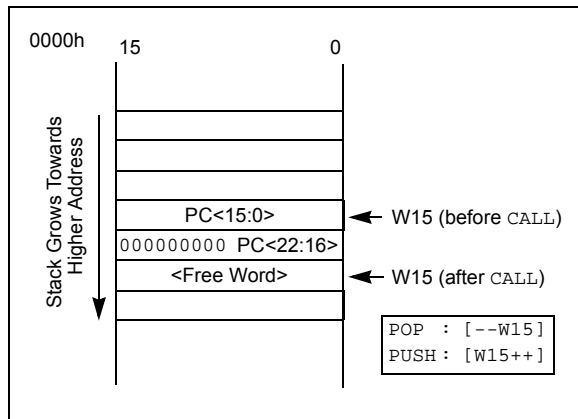 0000h
15 0
Stack Grows Towards
Higher Address
PC<15:0>
W15 (before CALL)
000000000 PC<22:16>
<Free Word>
W15 (after CALL)
POP : [--W15]
PUSH : [W15++]